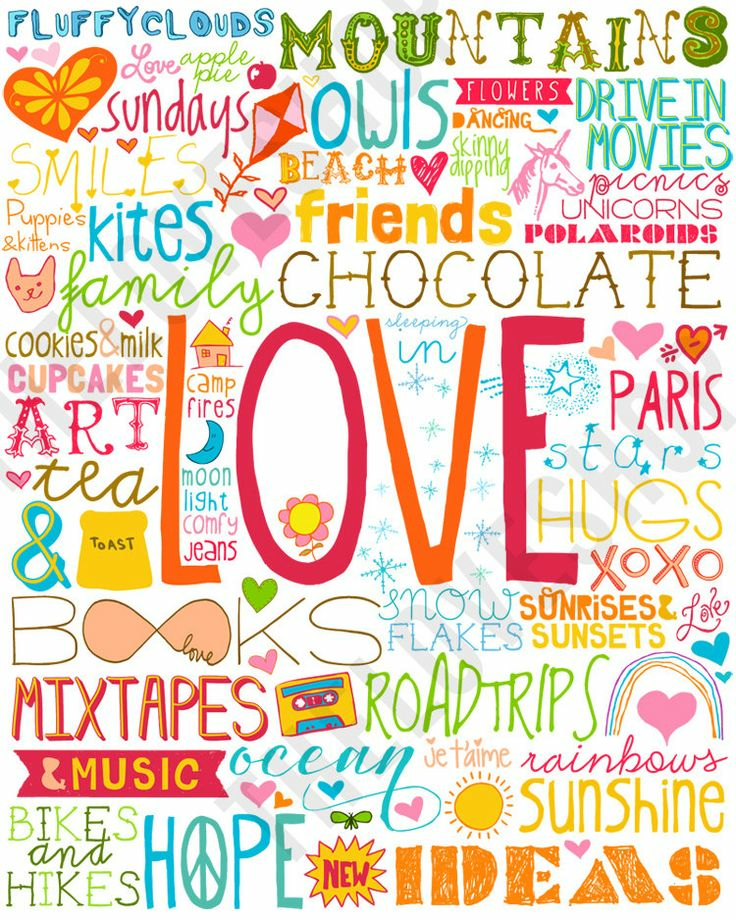 FLUFFYCLOUDS
MOUNTAINS
Love
apple
pie
sundays
OWLS
FLOWERS
DANCING
skinny
dipping
DRIVE IN
MOVIES
SMILES
BEACH
picnics
UNICORNS
POLAROIDS
Puppies
& kittens
kites
friends
family
CHOCOLATE
cookies & milk
CUPCAKES
ART
tea
&
TOAST
camp
fires
moon
light
comfy
jeans
LOVE
sleeping
in
PARIS
stars
HUGS
XOXO
BOOKS
love
snow
FLAKES
SUNRISES &
SUNSETS
Love
MIXTAPES
& MUSIC
ROADTRIPS
ocean
je t'aime
rainbows
sunshine
BIKES
and
HIKES
HOPE
NEW
IDEAS